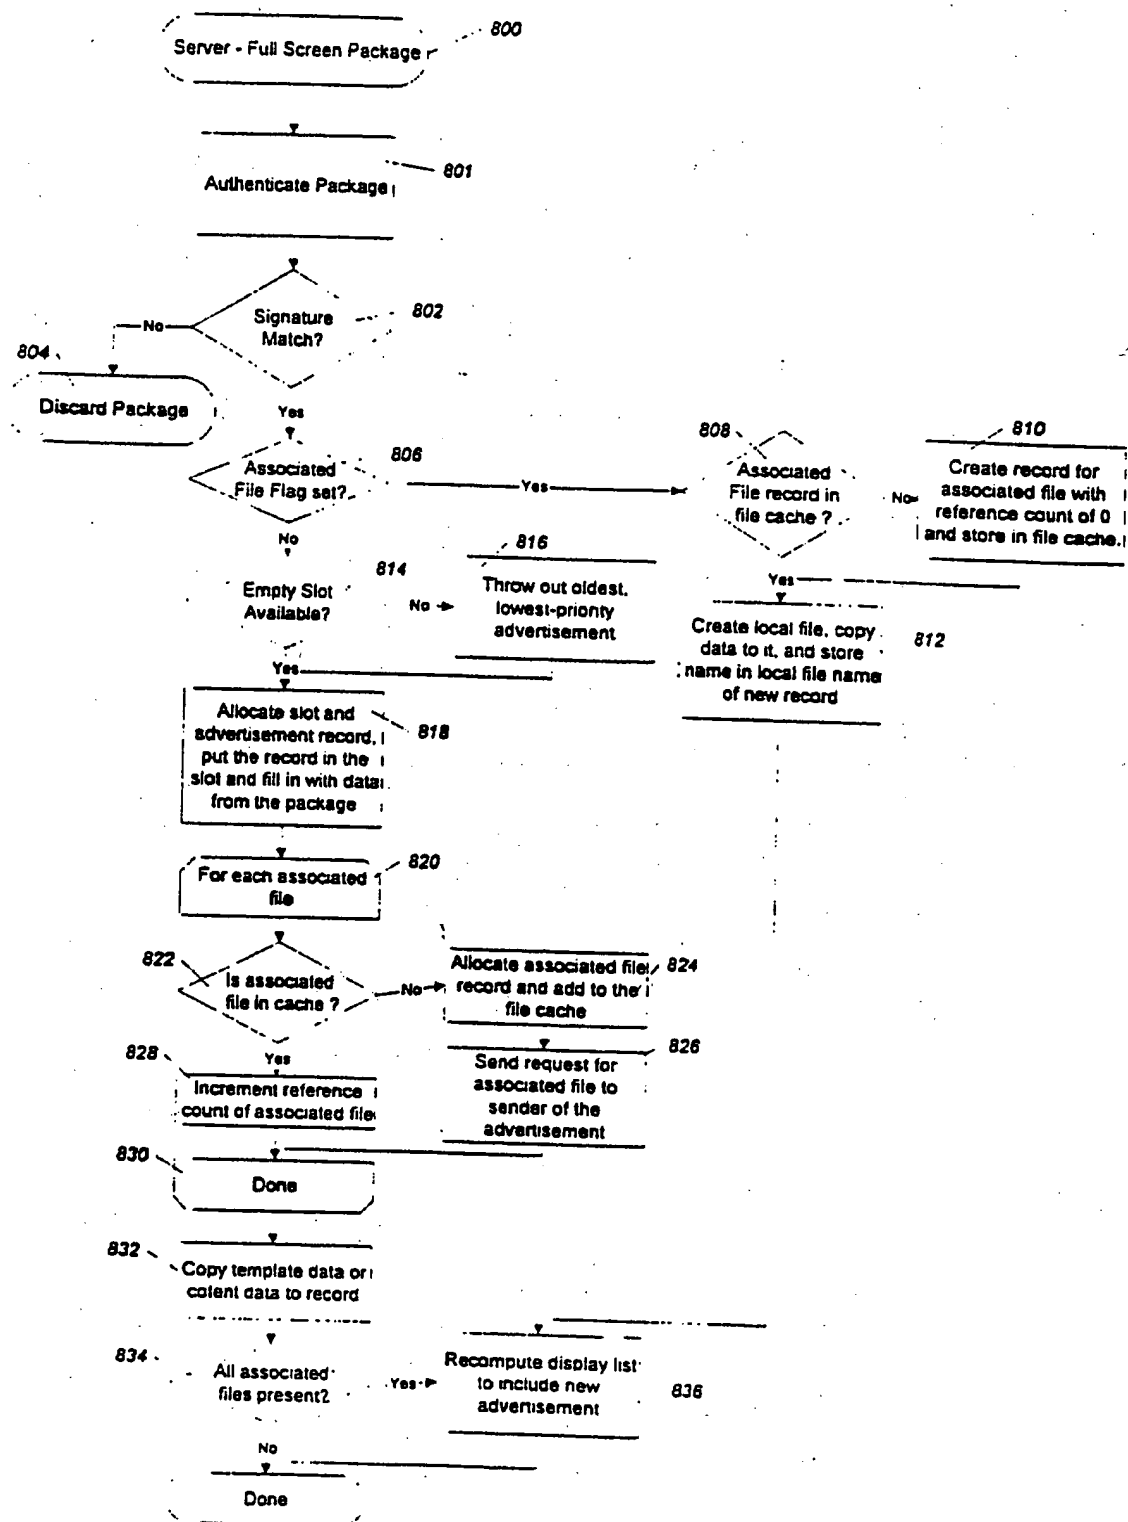 800
Server - Full Screen Package
801
Authenticate Package
802
Signature
Match?
No
804
Discard Package
Yes
806
Associated
File Flag set?
Yes
808
Associated
File record in
file cache ?
No
810
Create record for
associated file with
reference count of 0
and store in file cache.
No
814
Empty Slot
Available?
No
816
Throw out oldest,
lowest-priority
advertisement
Yes
812
Create local file, copy
data to it, and store
name in local file name
of new record
Yes
818
Allocate slot and
advertisement record,
put the record in the
slot and fill in with data
from the package
820
For each associated
file
822
Is associated
file in cache ?
No
824
Allocate associated file
record and add to the
file cache
Yes
826
Send request for
associated file to
sender of the
advertisement
828
Increment reference
count of associated file
830
Done
832
Copy template data or
cotent data to record
834
All associated
files present?
Yes
836
Recompute display list
to include new
advertisement
No
Done